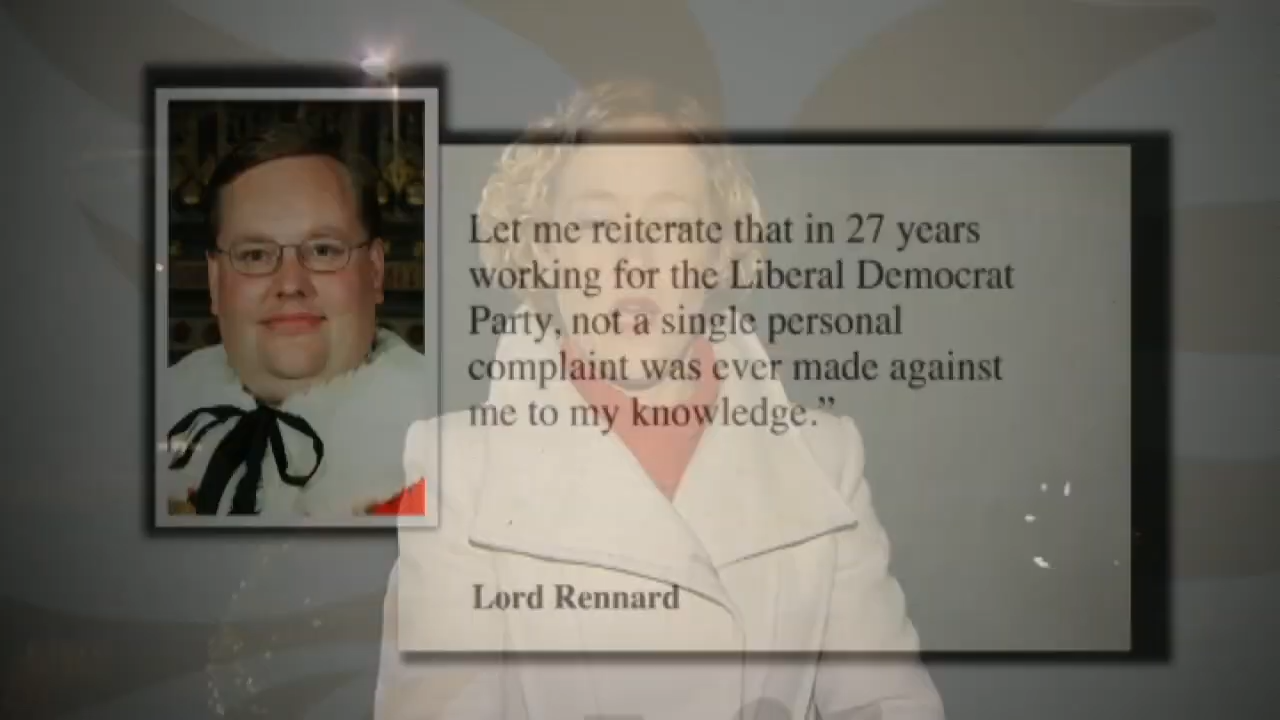 Let me reiterate that in 27 years
working for the Liberal Democrat
Party, not a single personal
complaint was ever made against
me to my knowledge.”
Lord Rennard